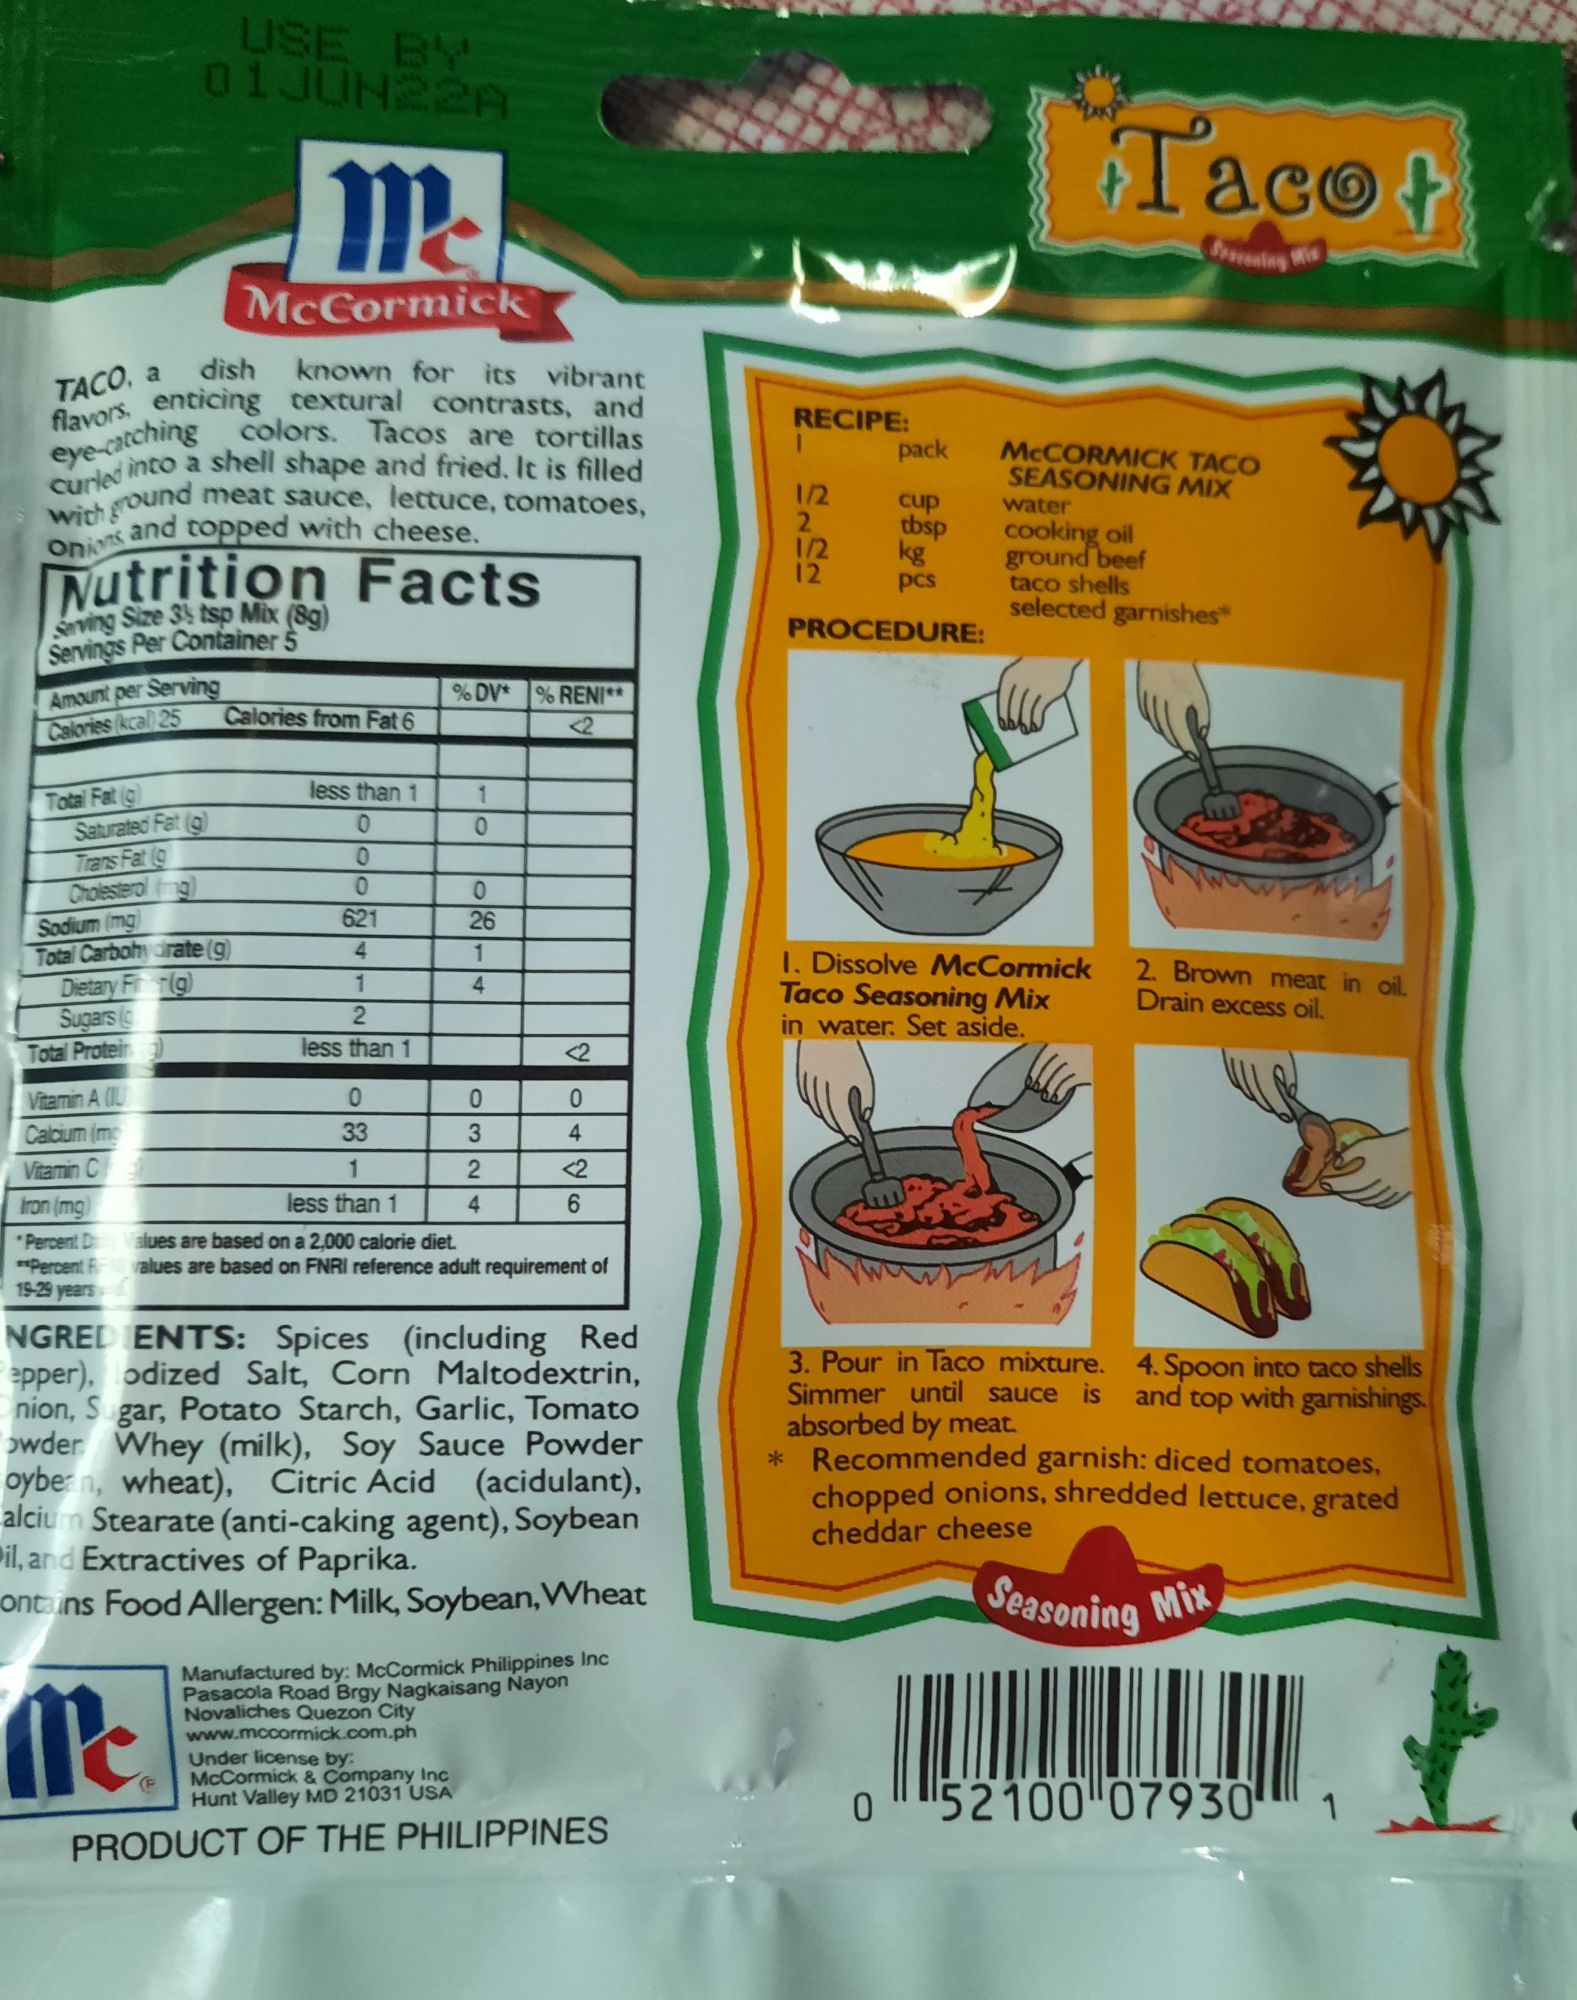 USE BY
01JUN22A
Mc
McCormick
Taco
Seasoning Mix
TACO, a dish known for its vibrant
flavors, enticing textural contrasts, and
eye-catching colors. Tacos are tortillas
curled into a shell shape and fried. It is filled
with ground meat sauce, lettuce, tomatoes,
onions, and topped with cheese.
Nutrition Facts
Serving Size 3½ tsp Mix (8g)
Servings Per Container 5
Amount per Serving %DV* %RENI**
Calories (kcal) 25 Calories from Fat 6 <2
Total Fat (g) less than 1 1
Saturated Fat (g) 0 0
Trans Fat (g 0
Cholesterol (mg) 0 0
Sodium (mg) 621 26
Total Carbohydrate (g) 4 1
Dietary Fiber (g) 1 4
Sugars (g 2
Total Protein (g) less than 1 <2
Vitamin A (IU 0 0 0
Calcium (mg 33 3 4
Vitamin C 1 2 <2
Iron (mg) less than 1 4 6
*Percent Daily Values are based on a 2,000 calorie diet.
**Percent RENI values are based on FNRI reference adult requirement of
19-29 years
NGREDIENTS: Spices (including Red
epper), Iodized Salt, Corn Maltodextrin,
nion, Sugar, Potato Starch, Garlic, Tomato
owder, Whey (milk), Soy Sauce Powder
oybean, wheat), Citric Acid (acidulant),
alcium Stearate (anti-caking agent), Soybean
il, and Extractives of Paprika.
ontains Food Allergen: Milk, Soybean, Wheat
Mc
Manufactured by: McCormick Philippines Inc
Pasacola Road Brgy Nagkaisang Nayon
Novaliches Quezon City
www.mccormick.com.ph
Under license by:
McCormick & Company Inc
Hunt Valley MD 21031 USA
PRODUCT OF THE PHILIPPINES
RECIPE:
1 pack McCORMICK TACO
SEASONING MIX
1/2 cup water
2 tbsp cooking oil
1/2 kg ground beef
12 pcs taco shells
selected garnishes*
PROCEDURE:
1. Dissolve McCormick
Taco Seasoning Mix
in water. Set aside.
2. Brown meat in oil.
Drain excess oil.
3. Pour in Taco mixture.
Simmer until sauce is
absorbed by meat.
4. Spoon into taco shells
and top with garnishings.
* Recommended garnish: diced tomatoes,
chopped onions, shredded lettuce, grated
cheddar cheese
Seasoning Mix
0 52100 07930 1